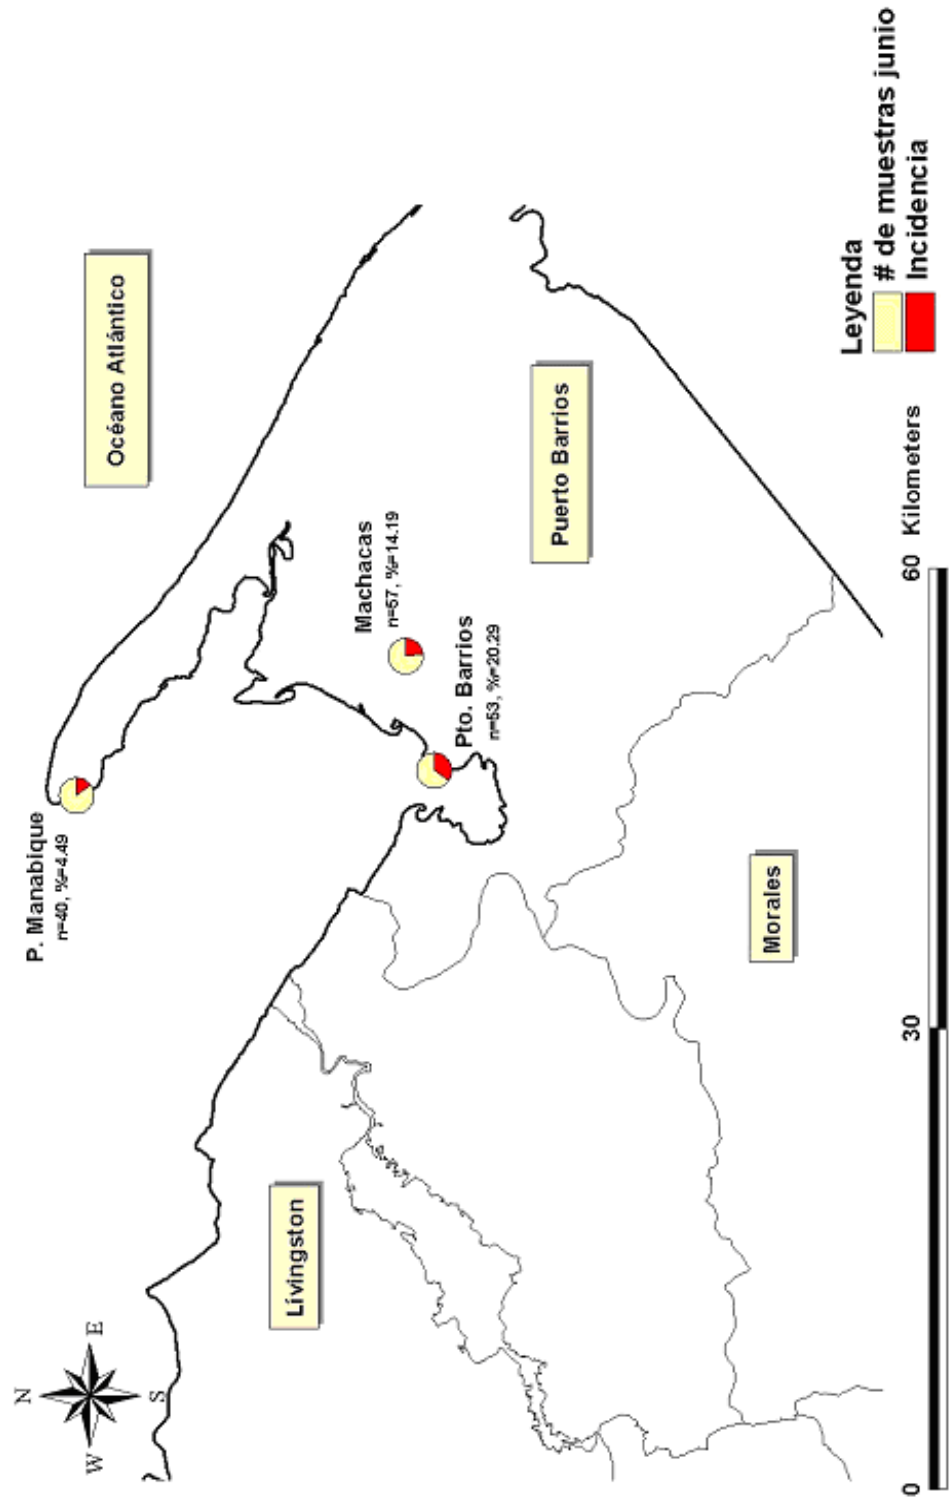 N
W
E
S
Océano Atlántico
P. Manabique
n=40, %=4.49
Machacas
n=57, %=14.19
Pto. Barrios
n=53, %=20.29
Puerto Barrios
Livingston
Morales
Leyenda
# de muestras junio
Incidencia
0 30 60 Kilometers